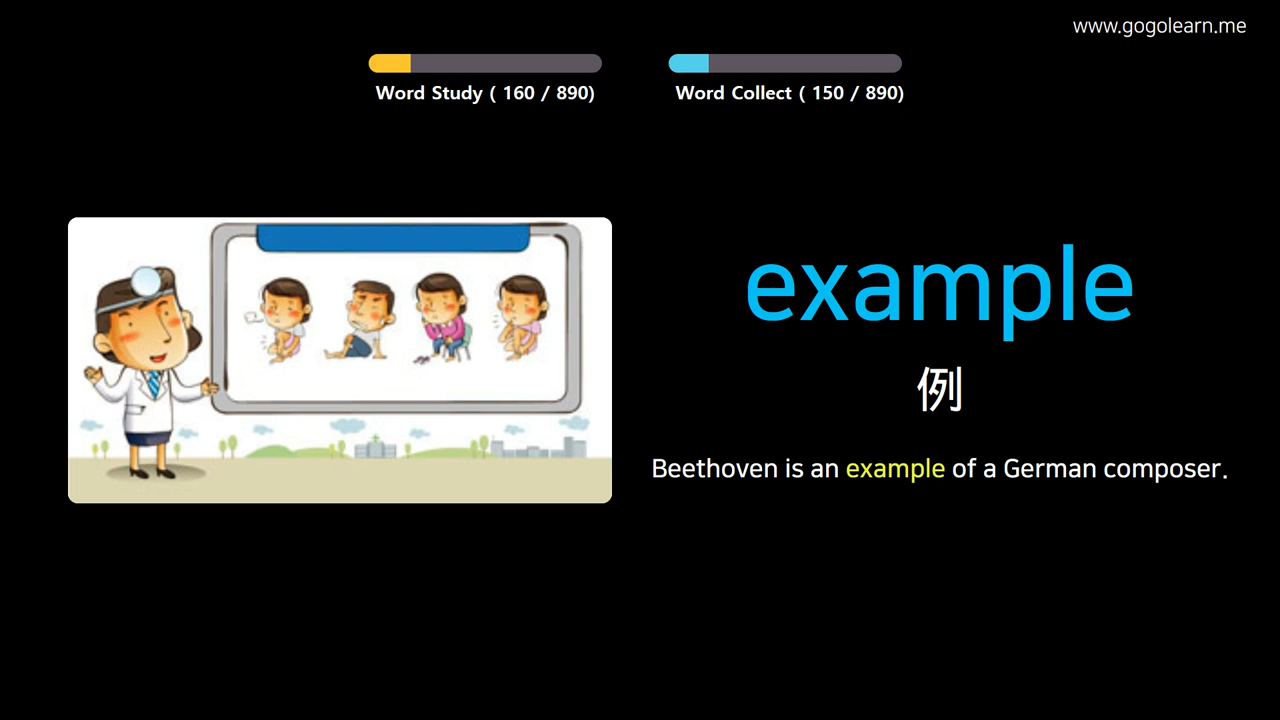 www.gogolearn.me
Word Study ( 160 / 890)
Word Collect ( 150 / 890)
example
例
Beethoven is an example of a German composer.